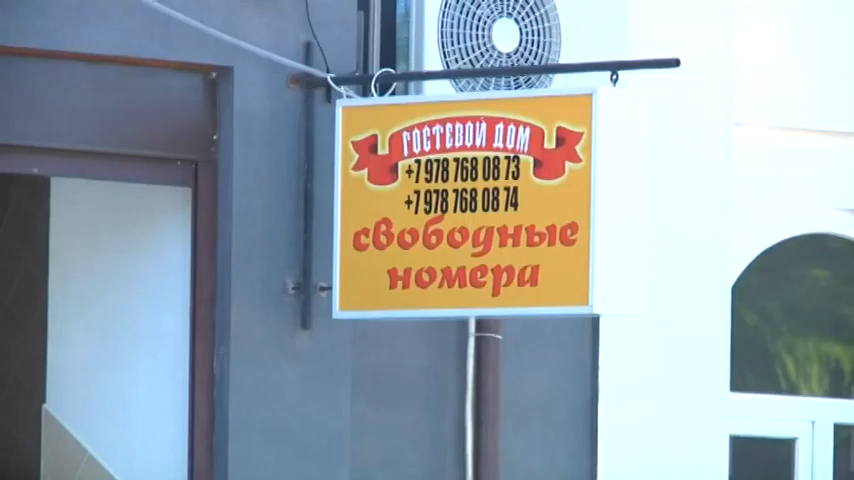 ГОСТЕВОЙ ДОМ
+7 978 768 08 73
+7 978 768 08 74
свободные
номера